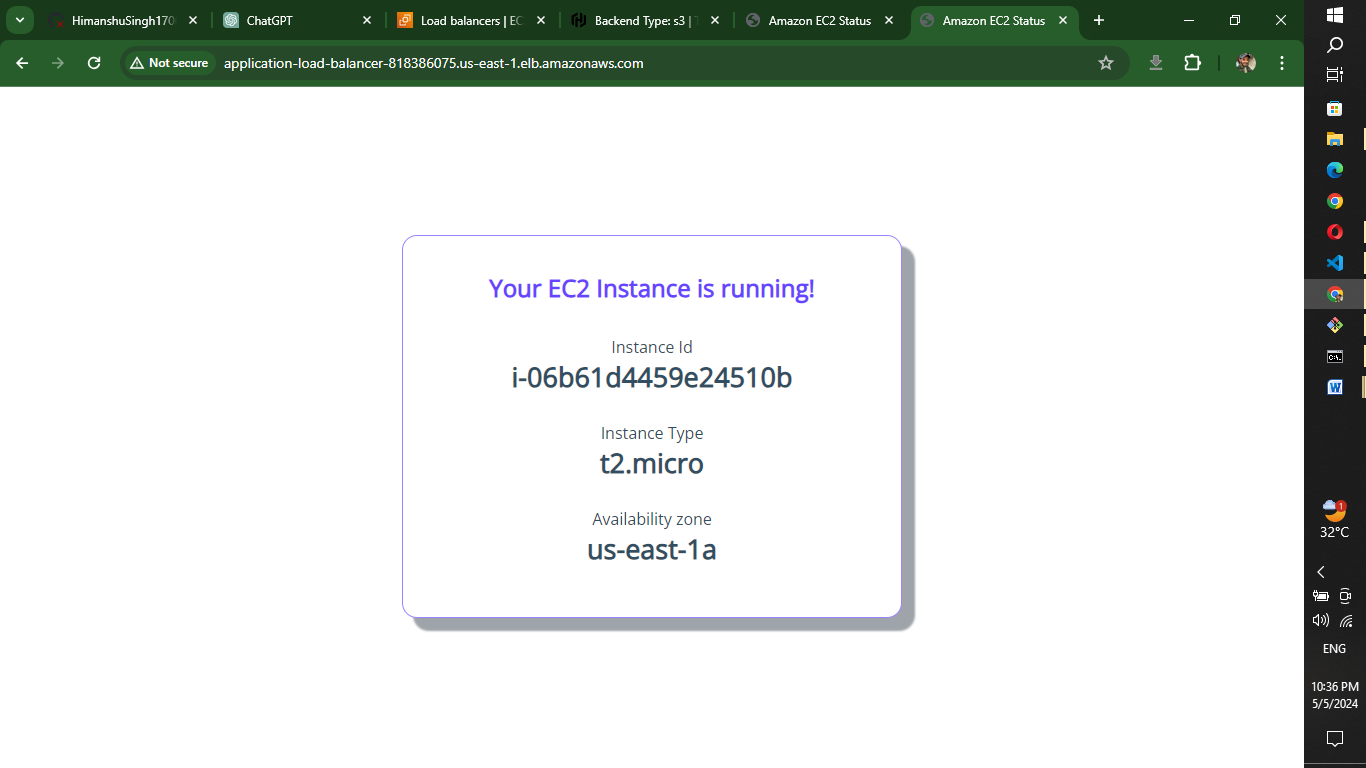 HimanshuSingh170
ChatGPT
Load balancers | EC
Backend Type: s3 | T
Amazon EC2 Status
Amazon EC2 Status
Not secure
application-load-balancer-818386075.us-east-1.elb.amazonaws.com
Your EC2 Instance is running!
Instance Id
i-06b61d4459e24510b
Instance Type
t2.micro
Availability zone
us-east-1a
1
32°C
ENG
10:36 PM
5/5/2024